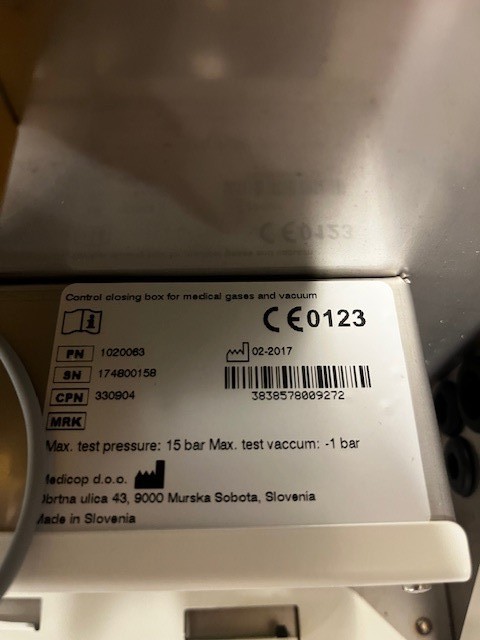 Control closing box for medical gases and vacuum
CE0123
PN 1020063
02-2017
SN 174800158
CPN 330904
3838578009272
MRK
Max. test pressure: 15 bar Max. test vaccum: -1 bar
Medicop d.o.o.
Obrtna ulica 43, 9000 Murska Sobota, Slovenia
Made in Slovenia